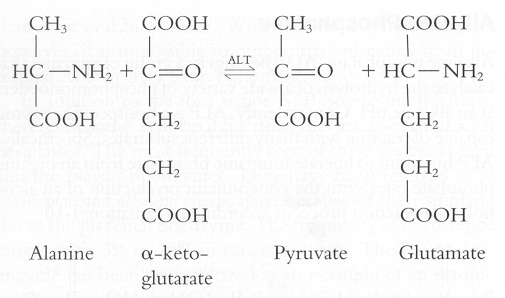 CH3 COOH CH3 COOH
ALT
HC—NH2 + C=O ⇌ C=O + HC—NH2
COOH CH2 COOH CH2
CH2 CH2
COOH COOH
Alanine α-keto- Pyruvate Glutamate
glutarate